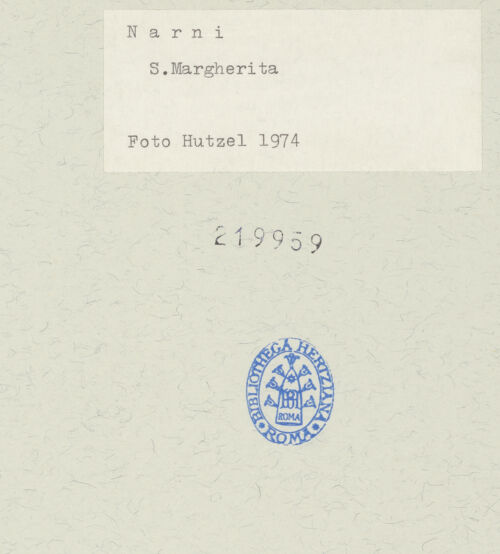 N a r n i
S.Margherita
Foto Hutzel 1974
219959
BIBLIOTHECA HERTZIANA
ROMA
ROMA